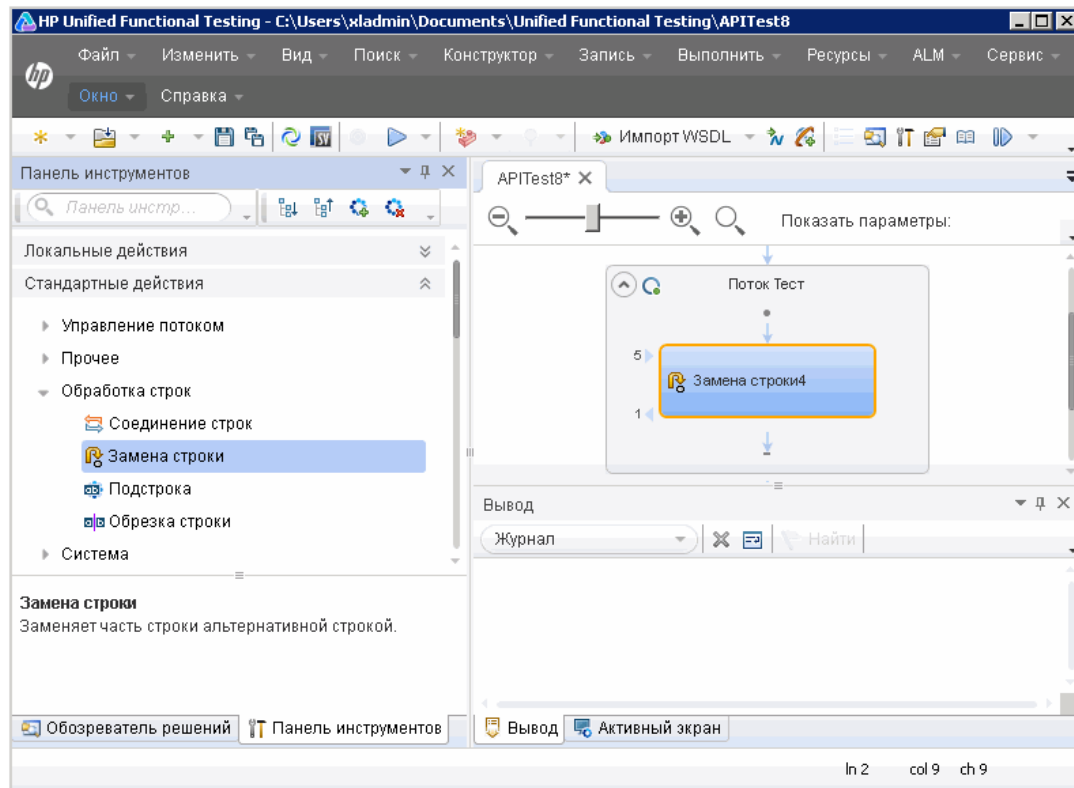 HP Unified Functional Testing - C:\Users\xladmin\Documents\Unified Functional Testing\APITest8
hp
Файл Изменить Вид Поиск Конструктор Запись Выполнить Ресурсы ALM Сервис
Окно Справка
SV Импорт WSDL
Панель инструментов
Панель инстр...
Локальные действия
Стандартные действия
Управление потоком
Прочее
Обработка строк
Соединение строк
Замена строки
Подстрока
Обрезка строки
Система
Замена строки
Заменяет часть строки альтернативной строкой.
Обозреватель решений Панель инструментов
APITest8*
Показать параметры:
Поток Тест
5
Замена строки4
1
Вывод
Журнал Найти
Вывод Активный экран
ln 2 col 9 ch 9